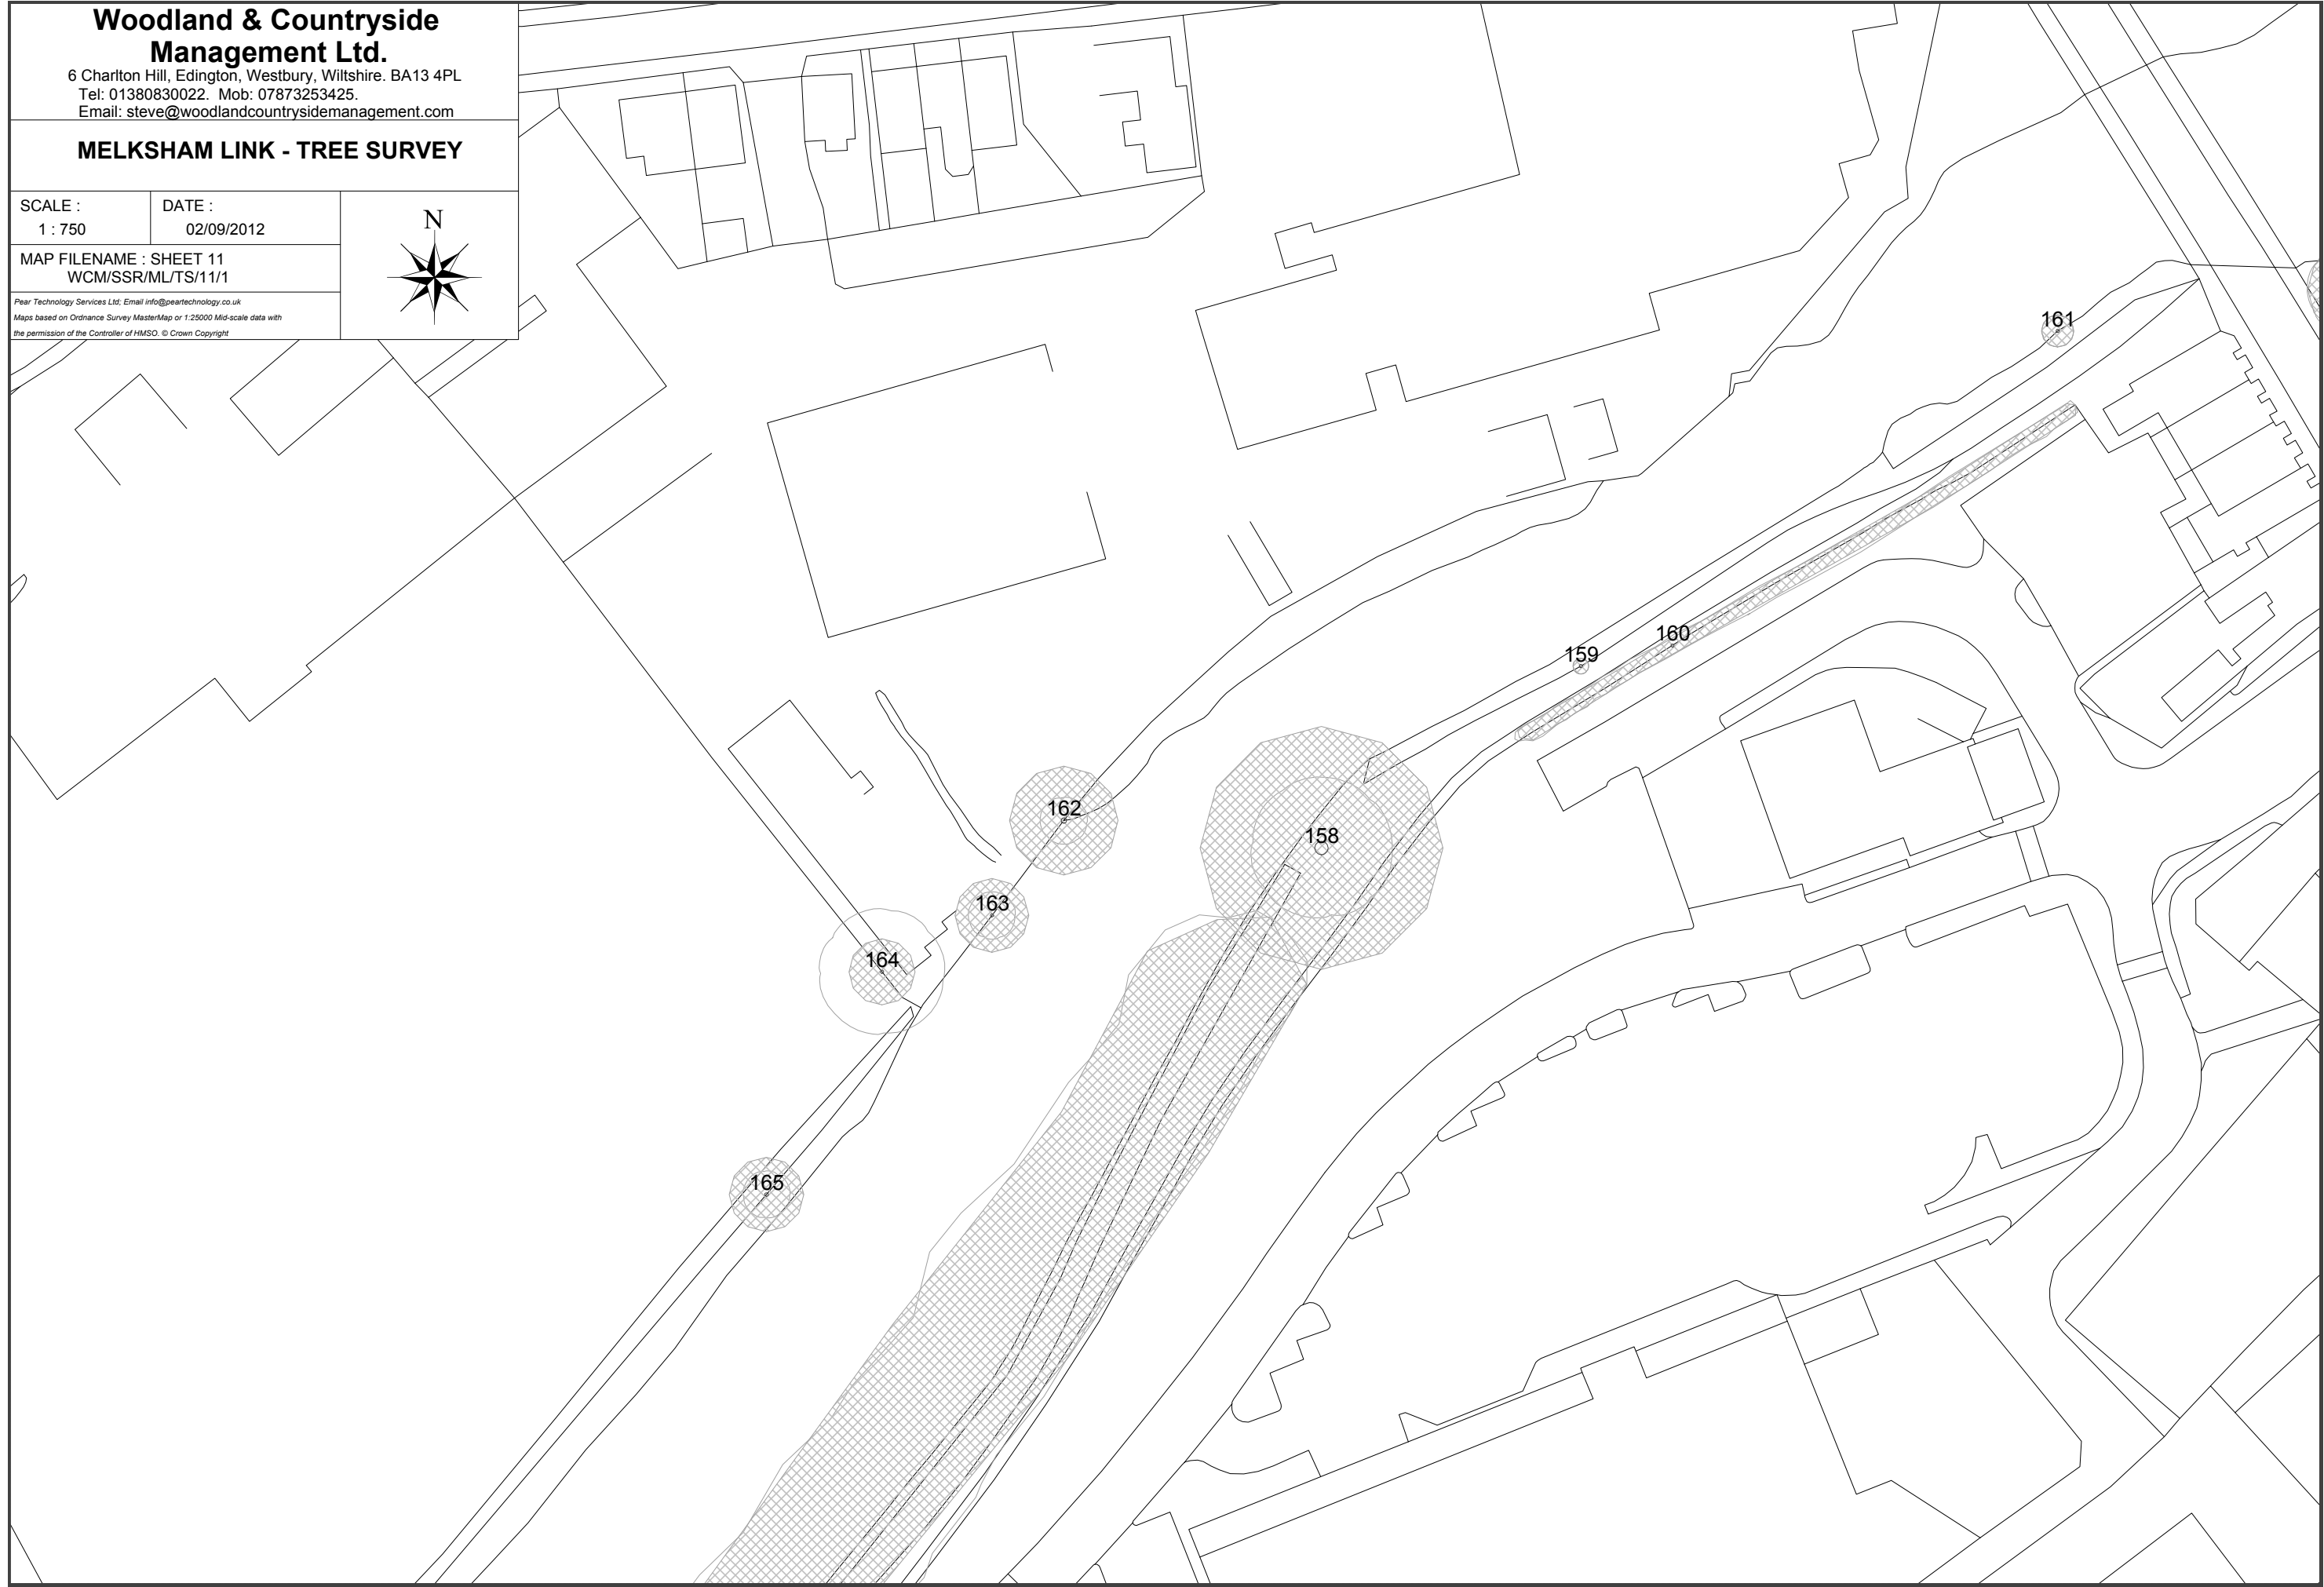 Woodland & Countryside
Management Ltd.
6 Charlton Hill, Edington, Westbury, Wiltshire. BA13 4PL
Tel: 01380830022. Mob: 07873253425.
Email: steve@woodlandcountrysidemanagement.com
MELKSHAM LINK - TREE SURVEY
SCALE :
1 : 750
DATE :
02/09/2012
MAP FILENAME : SHEET 11
WCM/SSR/ML/TS/11/1
Pear Technology Services Ltd; Email info@peartechnology.co.uk
Maps based on Ordnance Survey MasterMap or 1:25000 Mid-scale data with
the permission of the Controller of HMSO. © Crown Copyright
N
161
160
159
162
158
163
164
165